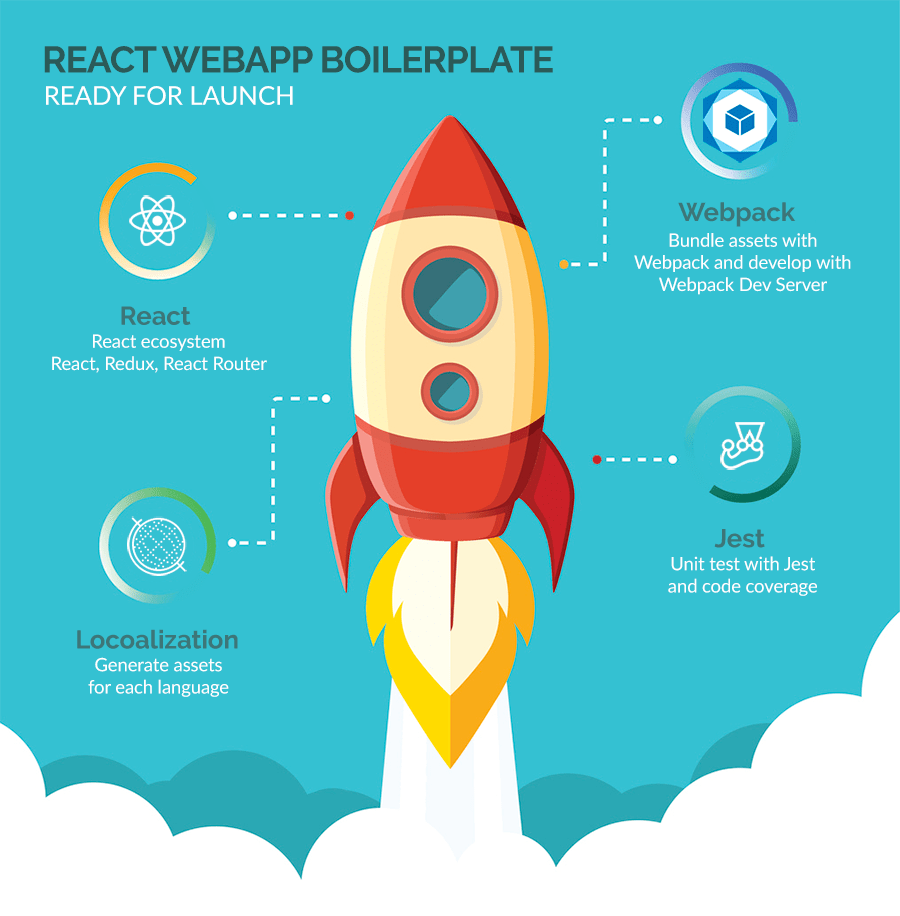 REACT WEBAPP BOILERPLATE
READY FOR LAUNCH
React
React ecosystem
React, Redux, React Router
Webpack
Bundle assets with
Webpack and develop with
Webpack Dev Server
Locoalization
Generate assets
for each language
Jest
Unit test with Jest
and code coverage